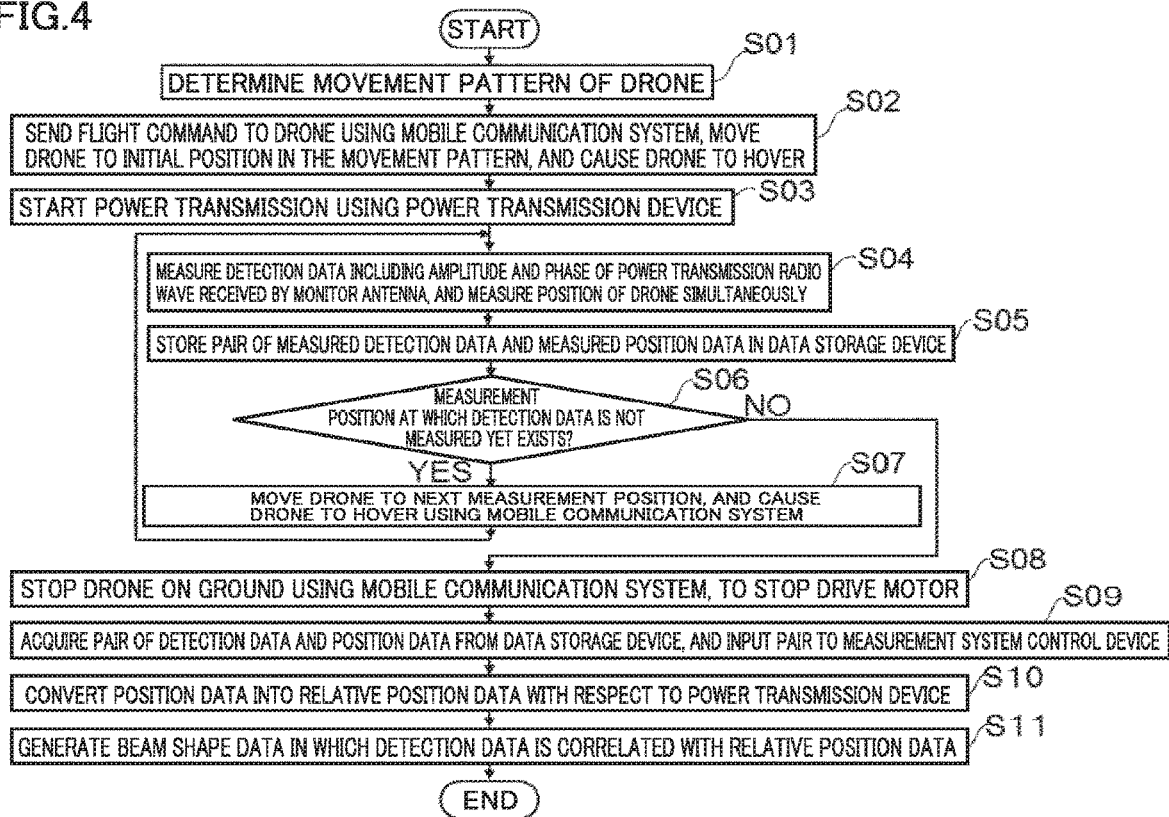 FIG.4
START
S01
DETERMINE MOVEMENT PATTERN OF DRONE
S02
SEND FLIGHT COMMAND TO DRONE USING MOBILE COMMUNICATION SYSTEM, MOVE
DRONE TO INITIAL POSITION IN THE MOVEMENT PATTERN, AND CAUSE DRONE TO HOVER
S03
START POWER TRANSMISSION USING POWER TRANSMISSION DEVICE
S04
MEASURE DETECTION DATA INCLUDING AMPLITUDE AND PHASE OF POWER TRANSMISSION RADIO
WAVE RECEIVED BY MONITOR ANTENNA, AND MEASURE POSITION OF DRONE SIMULTANEOUSLY
S05
STORE PAIR OF MEASURED DETECTION DATA AND MEASURED POSITION DATA IN DATA STORAGE DEVICE
S06
MEASUREMENT
POSITION AT WHICH DETECTION DATA IS NOT
MEASURED YET EXISTS?
NO
YES
S07
MOVE DRONE TO NEXT MEASUREMENT POSITION, AND CAUSE
DRONE TO HOVER USING MOBILE COMMUNICATION SYSTEM
S08
STOP DRONE ON GROUND USING MOBILE COMMUNICATION SYSTEM, TO STOP DRIVE MOTOR
S09
ACQUIRE PAIR OF DETECTION DATA AND POSITION DATA FROM DATA STORAGE DEVICE, AND INPUT PAIR TO MEASUREMENT SYSTEM CONTROL DEVICE
S10
CONVERT POSITION DATA INTO RELATIVE POSITION DATA WITH RESPECT TO POWER TRANSMISSION DEVICE
S11
GENERATE BEAM SHAPE DATA IN WHICH DETECTION DATA IS CORRELATED WITH RELATIVE POSITION DATA
END